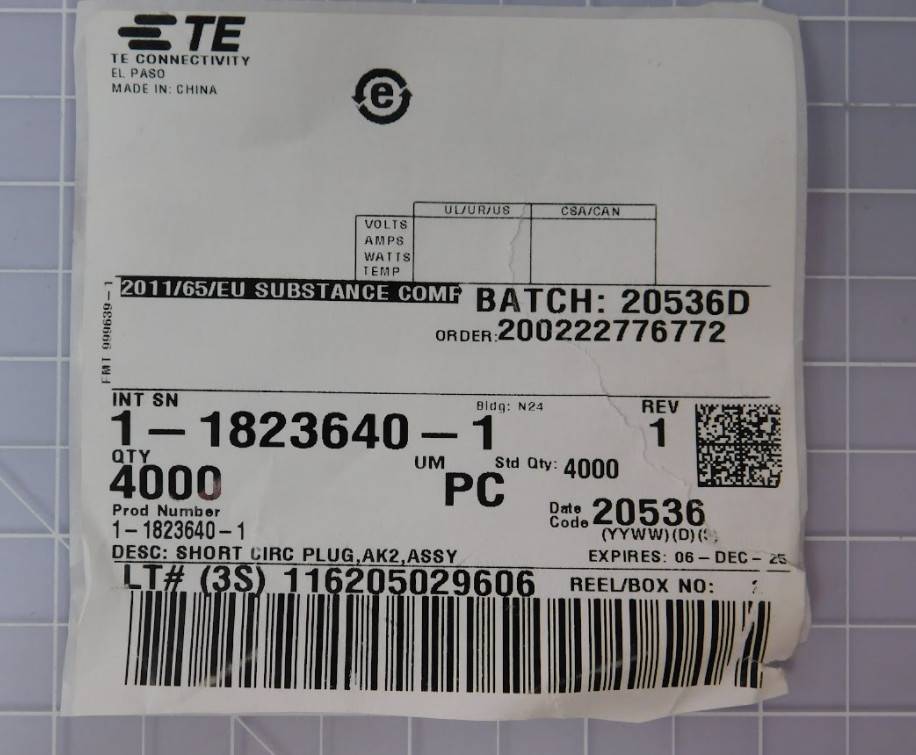 TE
TE CONNECTIVITY
EL PASO
MADE IN: CHINA
e
UL/UR/US CSA/CAN
VOLTS
AMPS
WATTS
TEMP
2011/65/EU SUBSTANCE COMP
BATCH: 20536D
ORDER:200222776772
FMT 999639-1
INT SN Bldg: N24 REV
1-1823640-1 1
QTY UM Std Qty: 4000
4000 PC
Prod Number Date Code 20536
1-1823640-1 (YYWW)(D)
DESC: SHORT CIRC PLUG,AK2,ASSY EXPIRES: 06-DEC-25
LT# (3S) 116205029606 REEL/BOX NO: